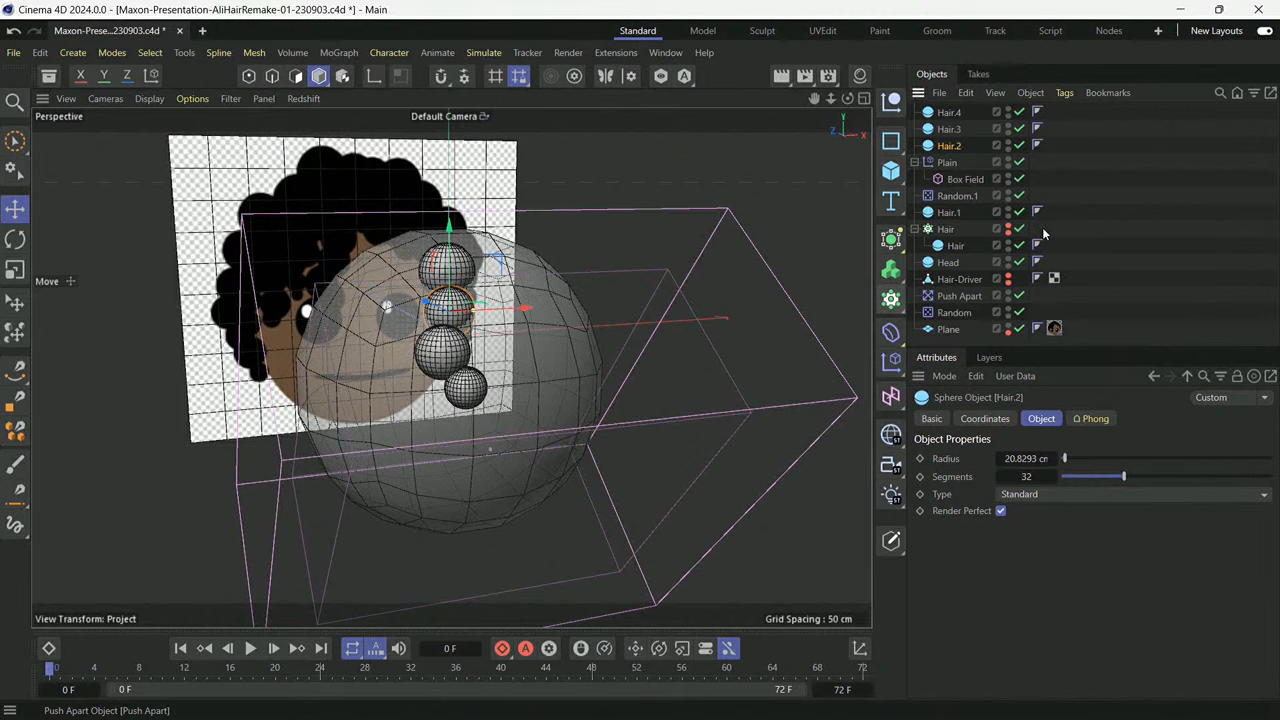 Cinema 4D 2024.0.0 - [Maxon-Presentation-AliHairRemake-01-230903.c4d *] - Main
Maxon-Prese...230903.c4d *
Standard Model Sculpt UVEdit Paint Groom Track Script Nodes New Layouts
File Edit Create Modes Select Tools Spline Mesh Volume MoGraph Character Animate Simulate Tracker Render Extensions Window Help
X Y Z
Objects Takes
File Edit View Object Tags Bookmarks
View Cameras Display Options Filter Panel Redshift
Perspective Default Camera
Y
Z X
Move
Hair.4
Hair.3
Hair.2
Plain
Box Field
Random.1
Hair.1
Hair
Hair
Head
Hair-Driver
Push Apart
Random
Plane
Attributes Layers
Mode Edit User Data
Sphere Object [Hair.2] Custom
Basic Coordinates Object Phong
Object Properties
Radius 20.8293 cm
Segments 32
Type Standard
Render Perfect
View Transform: Project Grid Spacing : 50 cm
0 F
0 4 8 12 16 20 24 28 32 36 40 44 48 52 56 60 64 68 72
0 F 0 F 72 F 72 F
Push Apart Object [Push Apart]